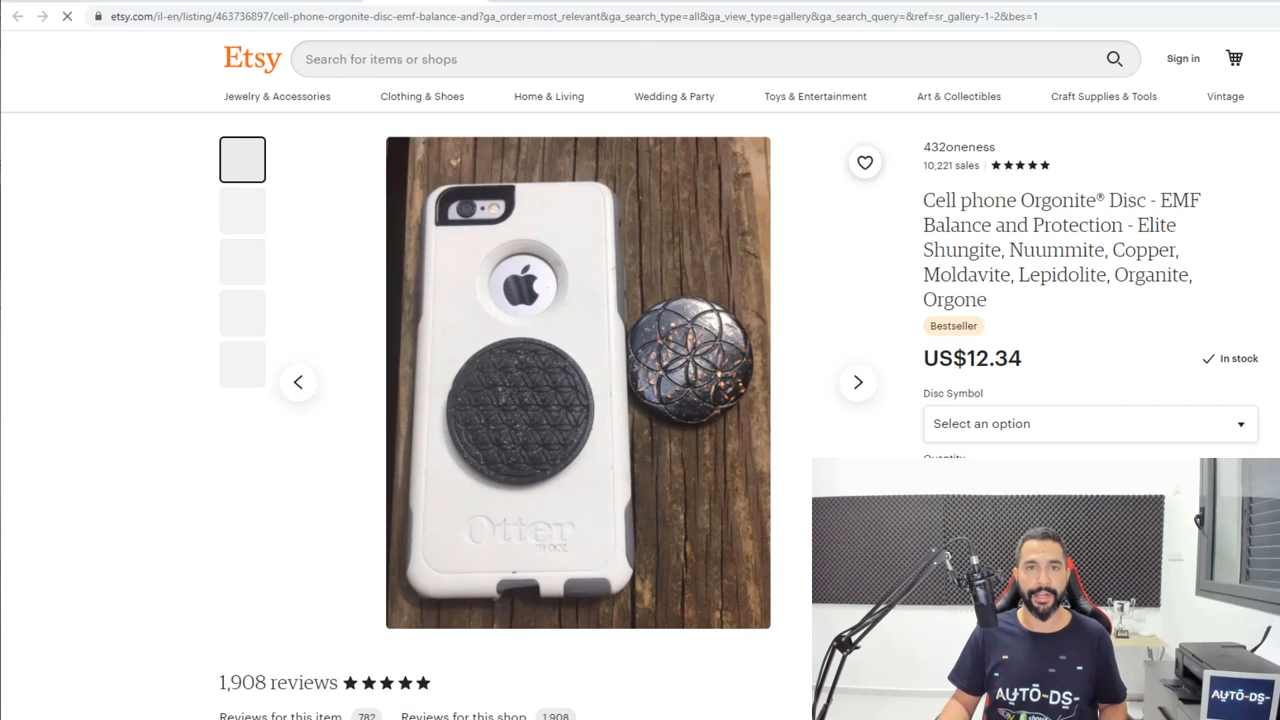 etsy.com/il-en/listing/463736897/cell-phone-orgonite-disc-emf-balance-and?ga_order=most_relevant&ga_search_type=all&ga_view_type=gallery&ga_search_query=&ref=sr_gallery-1-2&bes=1
Etsy
Search for items or shops
Sign in
Jewelry & Accessories
Clothing & Shoes
Home & Living
Wedding & Party
Toys & Entertainment
Art & Collectibles
Craft Supplies & Tools
Vintage
432oneness
10,221 sales
Cell phone Orgonite® Disc - EMF
Balance and Protection - Elite
Shungite, Nuummite, Copper,
Moldavite, Lepidolite, Organite,
Orgone
Bestseller
US$12.34
In stock
Disc Symbol
Select an option
Quantity
Otter
BOX
AUTO-DS
AUTO-DS
1,908 reviews
Reviews for this item 782
Reviews for this shop 1,908